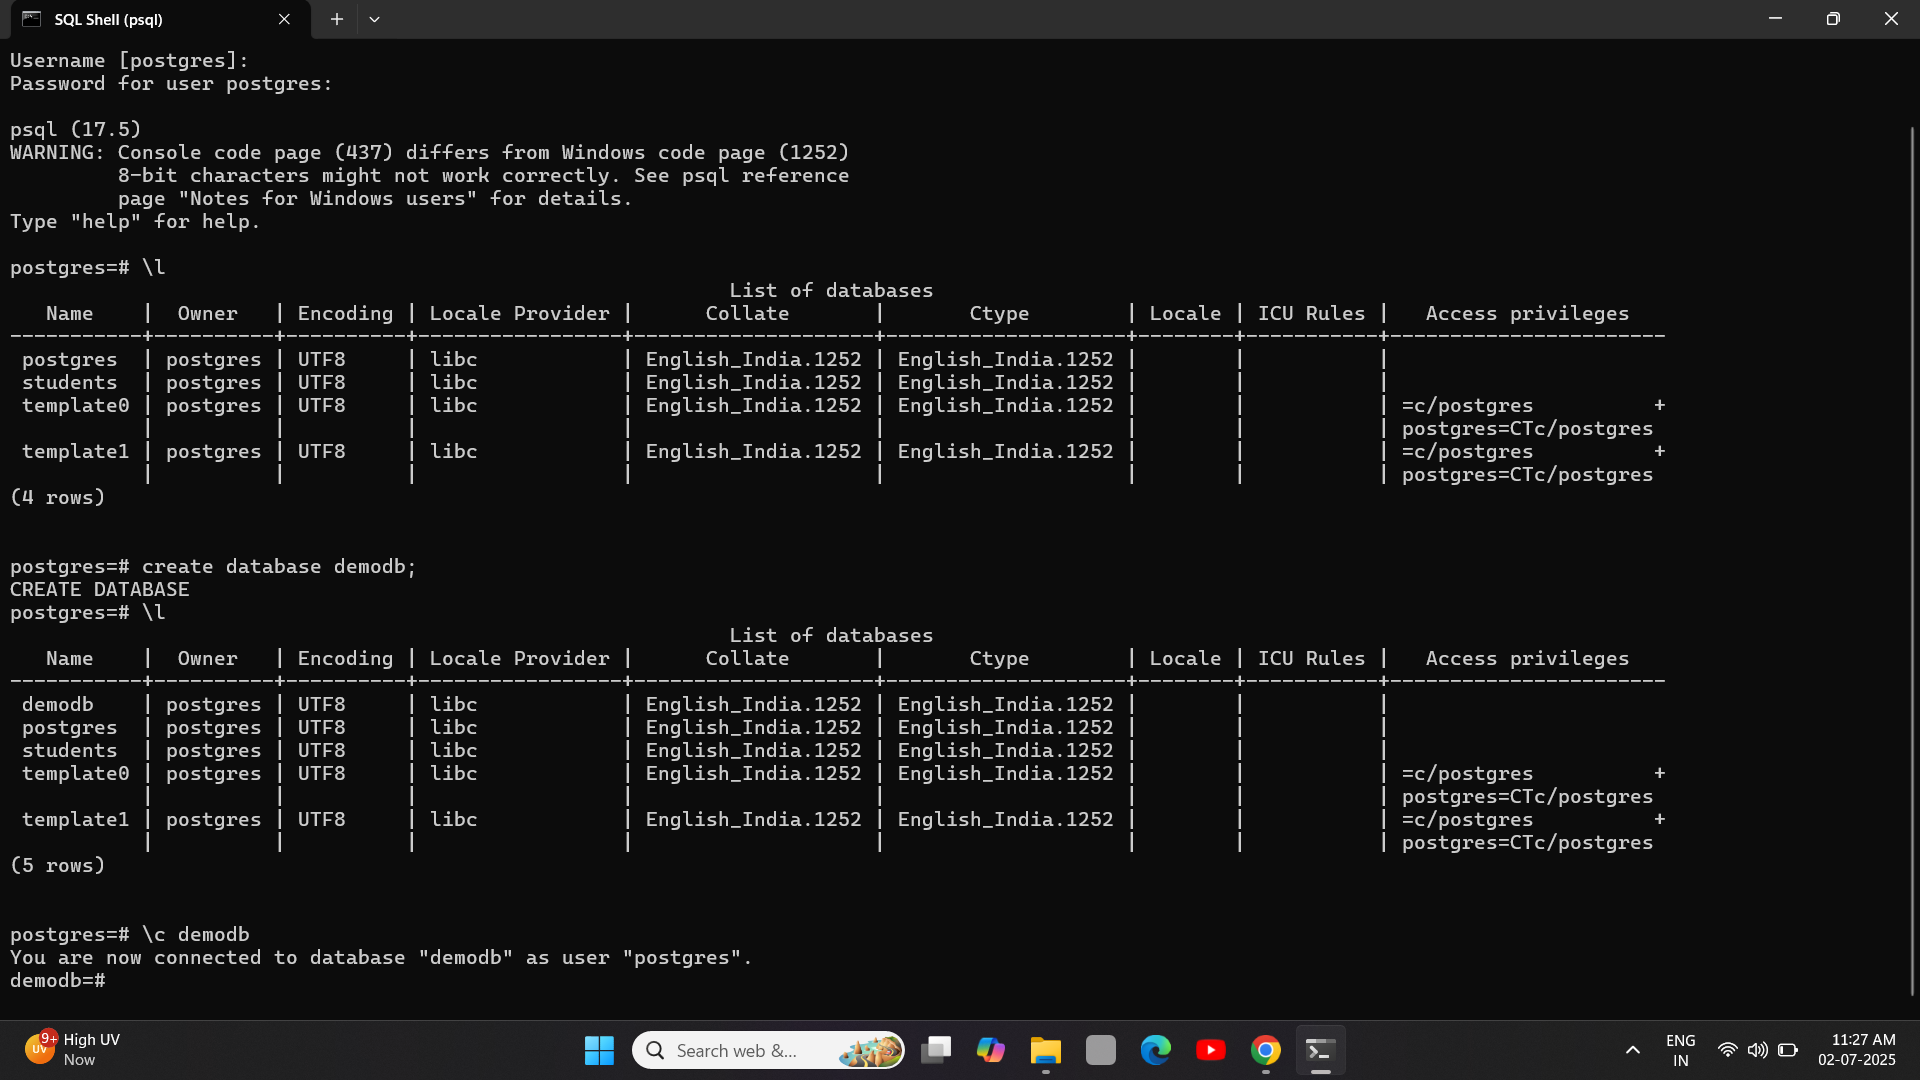 SQL Shell (psql)
Username [postgres]:
Password for user postgres:
psql (17.5)
WARNING: Console code page (437) differs from Windows code page (1252)
         8-bit characters might not work correctly. See psql reference
         page "Notes for Windows users" for details.
Type "help" for help.
postgres=# \l
                                                            List of databases
   Name    |  Owner   | Encoding | Locale Provider |      Collate       |       Ctype        | Locale | ICU Rules |   Access privileges
-----------+----------+----------+-----------------+--------------------+--------------------+--------+-----------+-----------------------
 postgres  | postgres | UTF8     | libc            | English_India.1252 | English_India.1252 |        |           |
 students  | postgres | UTF8     | libc            | English_India.1252 | English_India.1252 |        |           |
 template0 | postgres | UTF8     | libc            | English_India.1252 | English_India.1252 |        |           | =c/postgres          +
           |          |          |                 |                    |                    |        |           | postgres=CTc/postgres
 template1 | postgres | UTF8     | libc            | English_India.1252 | English_India.1252 |        |           | =c/postgres          +
           |          |          |                 |                    |                    |        |           | postgres=CTc/postgres
(4 rows)
postgres=# create database demodb;
CREATE DATABASE
postgres=# \l
                                                            List of databases
   Name    |  Owner   | Encoding | Locale Provider |      Collate       |       Ctype        | Locale | ICU Rules |   Access privileges
-----------+----------+----------+-----------------+--------------------+--------------------+--------+-----------+-----------------------
 demodb    | postgres | UTF8     | libc            | English_India.1252 | English_India.1252 |        |           |
 postgres  | postgres | UTF8     | libc            | English_India.1252 | English_India.1252 |        |           |
 students  | postgres | UTF8     | libc            | English_India.1252 | English_India.1252 |        |           |
 template0 | postgres | UTF8     | libc            | English_India.1252 | English_India.1252 |        |           | =c/postgres          +
           |          |          |                 |                    |                    |        |           | postgres=CTc/postgres
 template1 | postgres | UTF8     | libc            | English_India.1252 | English_India.1252 |        |           | =c/postgres          +
           |          |          |                 |                    |                    |        |           | postgres=CTc/postgres
(5 rows)
postgres=# \c demodb
You are now connected to database "demodb" as user "postgres".
demodb=#
9+
UV
High UV
Now
Search web &...
ENG
IN
11:27 AM
02-07-2025